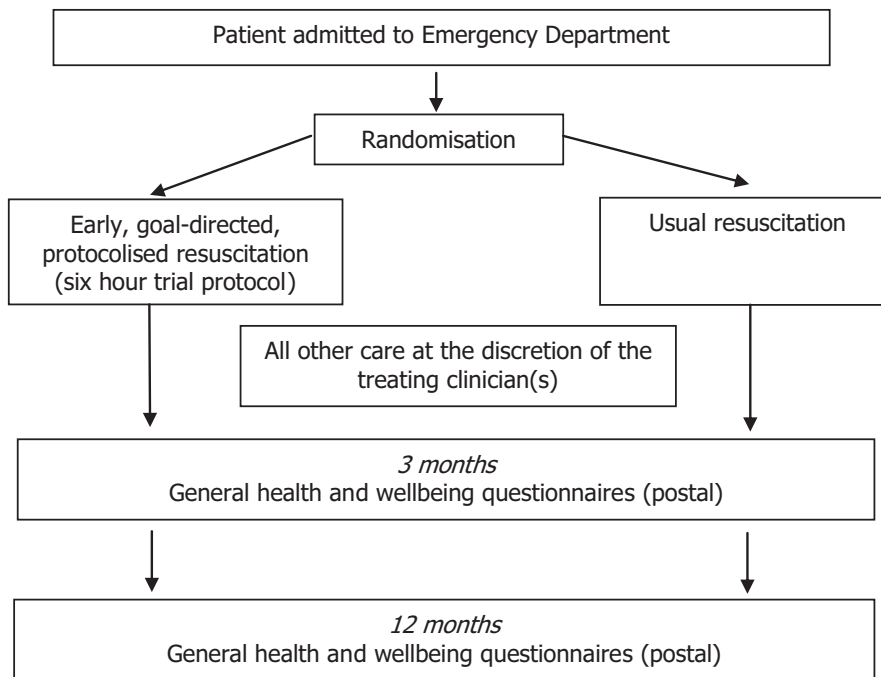 Patient admitted to Emergency Department
Randomisation
Early, goal-directed,
protocolised resuscitation
(six hour trial protocol)
Usual resuscitation
All other care at the discretion of the
treating clinician(s)
3 months
General health and wellbeing questionnaires (postal)
12 months
General health and wellbeing questionnaires (postal)